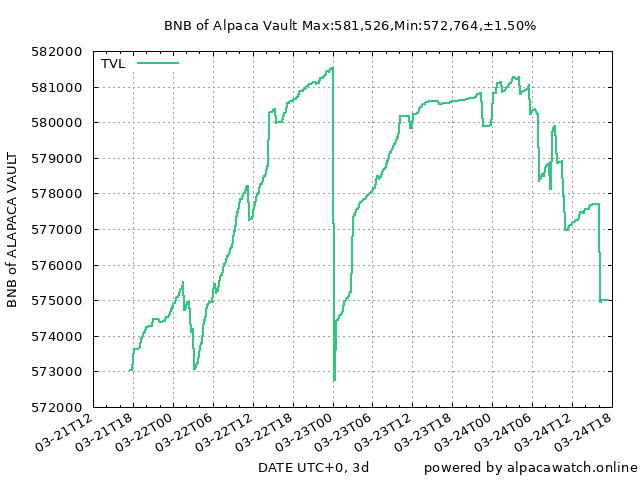 BNB of Alpaca Vault Max:581,526,Min:572,764,±1.50%
TVL
582000
581000
580000
579000
578000
577000
576000
575000
574000
573000
572000
BNB of ALAPACA VAULT
03-21T12
03-21T18
03-22T00
03-22T06
03-22T12
03-22T18
03-23T00
03-23T06
03-23T12
03-23T18
03-24T00
03-24T06
03-24T12
03-24T18
DATE UTC+0, 3d
powered by alpacawatch.online